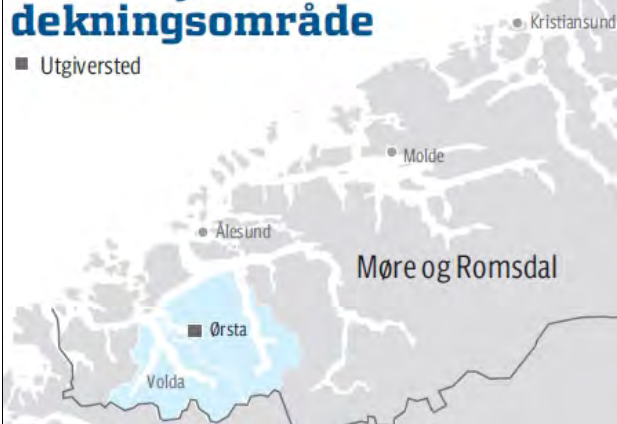 dekningsområde
Utgiversted
Kristiansund
Molde
Ålesund
Møre og Romsdal
Ørsta
Volda